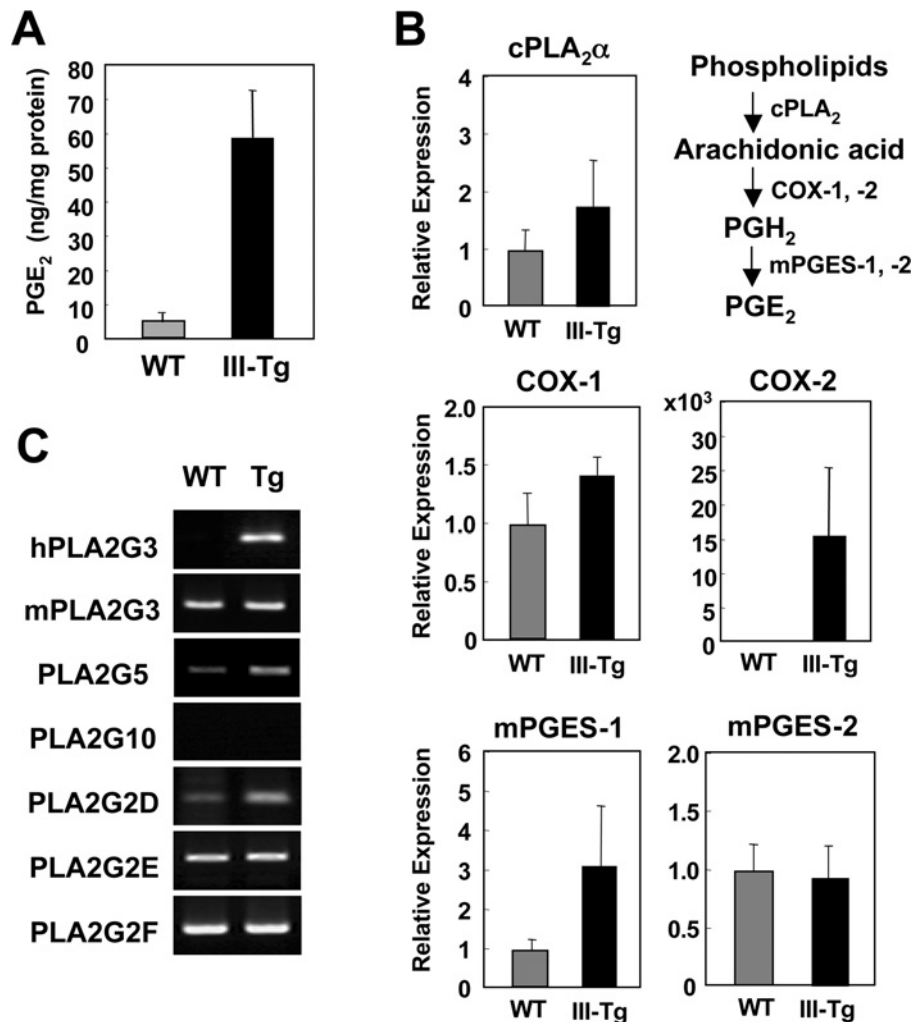 A
PGE2 (ng/mg protein)
80
70
60
50
40
30
20
10
0
WT III-Tg
B
cPLA2α
Relative Expression
4
3
2
1
0
WT III-Tg
Phospholipids
cPLA2
Arachidonic acid
COX-1, -2
PGH2
mPGES-1, -2
PGE2
COX-1
Relative Expression
2.0
1.5
1.0
0.5
0
WT III-Tg
COX-2
x10³
30
25
20
15
10
5
0
WT III-Tg
mPGES-1
Relative Expression
6
5
4
3
2
1
0
WT III-Tg
mPGES-2
2.0
1.5
1.0
0.5
0
WT III-Tg
C
WT Tg
hPLA2G3
mPLA2G3
PLA2G5
PLA2G10
PLA2G2D
PLA2G2E
PLA2G2F